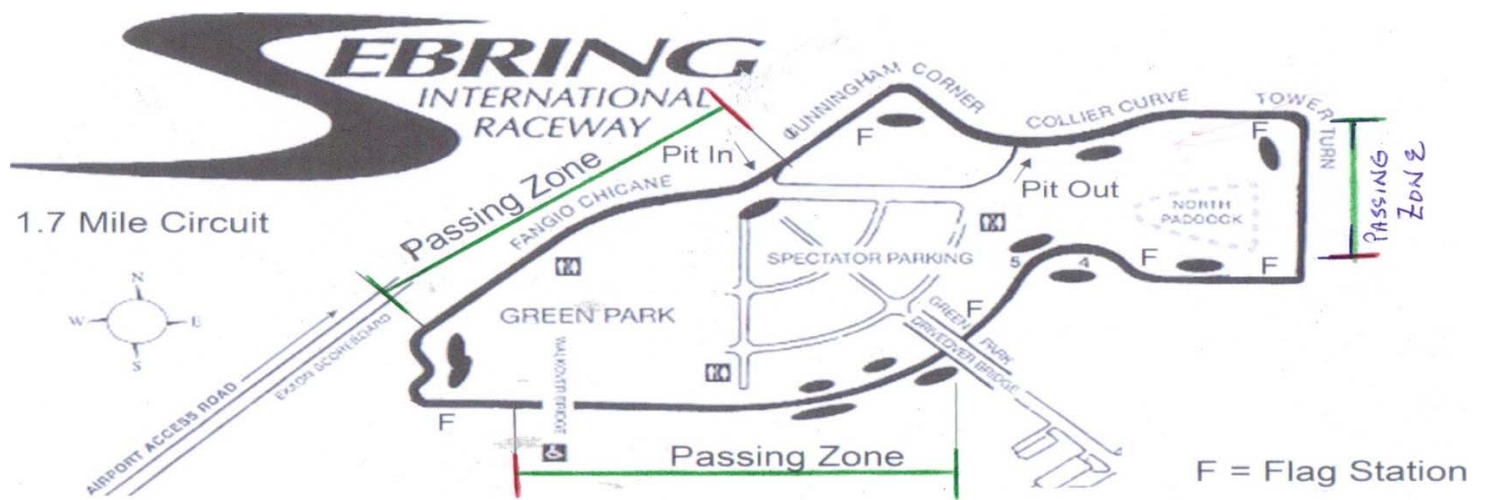 SEBRING
INTERNATIONAL
RACEWAY
1.7 Mile Circuit
Passing Zone
FANGIO CHICANE
Pit In
CUNNINGHAM CORNER
COLLIER CURVE
TOWER TURN
Pit Out
F
F
NORTH
PADDOCK
PASSING
ZONE
SPECTATOR PARKING
5
4
F
F
N
W
E
S
GREEN PARK
F
GREEN PARK
DRIVEOVER BRIDGE
AIRPORT ACCESS ROAD
EXXON SCOREBOARD
WALKOVER BRIDGE
F
Passing Zone
F = Flag Station